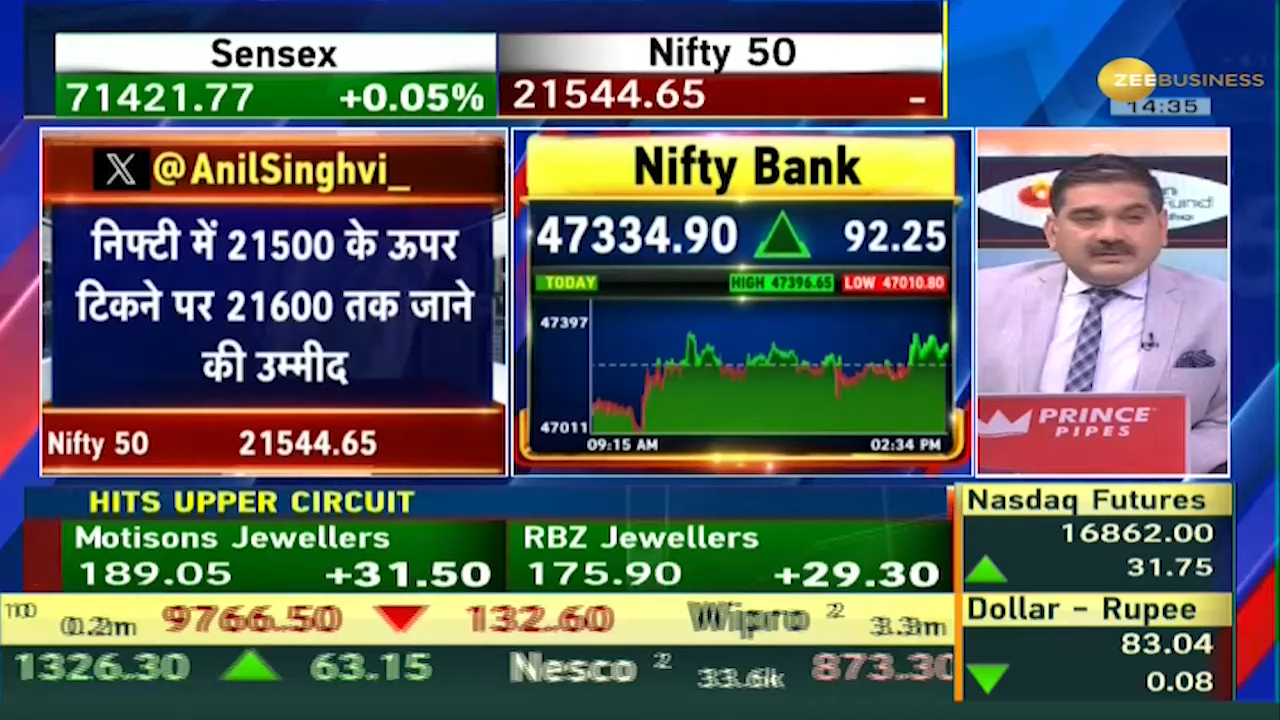 Sensex
71421.77 +0.05%
Nifty 50
21544.65 -
ZEEBUSINESS
14:35
X @AnilSinghvi_
निफ्टी में 21500 के ऊपर
टिकने पर 21600 तक जाने
की उम्मीद
Nifty 50 21544.65
Nifty Bank
47334.90 92.25
TODAY HIGH 47396.65 LOW 47010.80
47397
47011
09:15 AM 02:34 PM
PRINCE
PIPES
HITS UPPER CIRCUIT
Motisons Jewellers
189.05 +31.50
RBZ Jewellers
175.90 +29.30
Nasdaq Futures
16862.00
31.75
Dollar - Rupee
83.04
0.08
0.2m 9766.50 132.60 Wipro 22 3.3m
1326.30 63.15 Nesco 22 33.6k 873.30